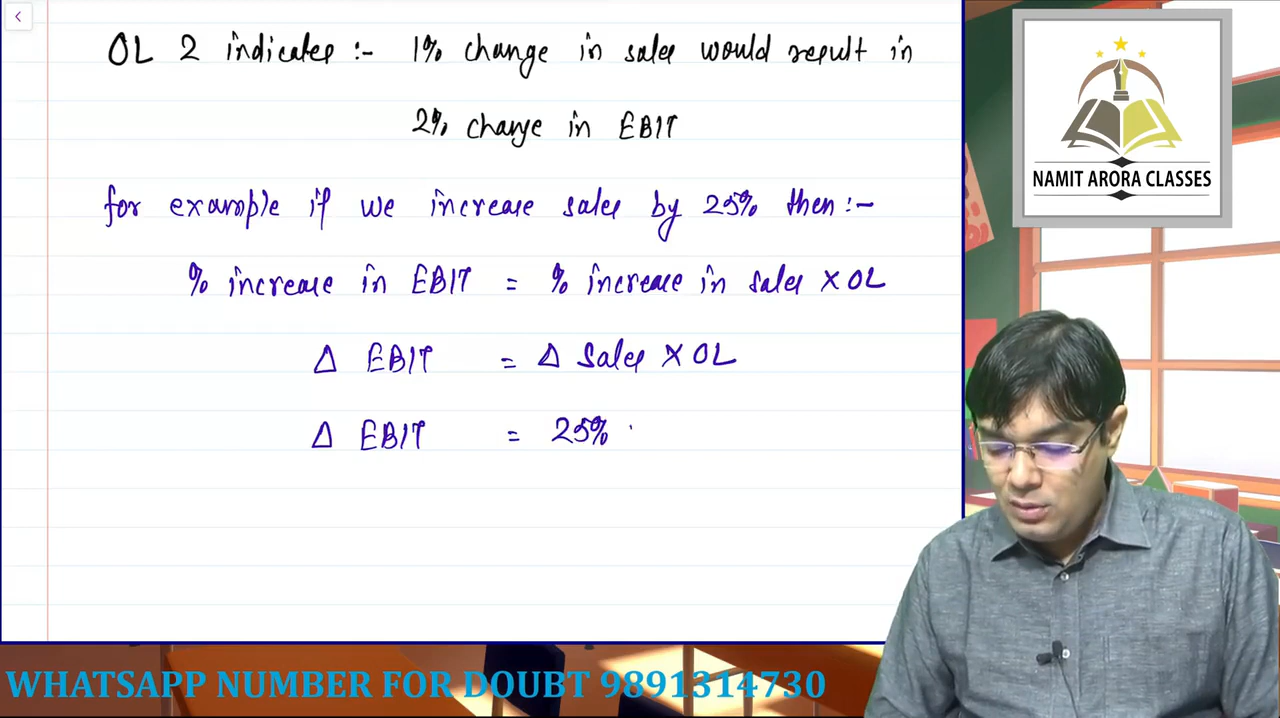 OL 2 indicates :- 1% change in sales would result in
2% change in EBIT
for example if we increase sales by 25% then :-
% increase in EBIT = % increase in sales X OL
Δ EBIT = Δ Sales X OL
Δ EBIT = 25%
NAMIT ARORA CLASSES
WHATSAPP NUMBER FOR DOUBT 9891314730